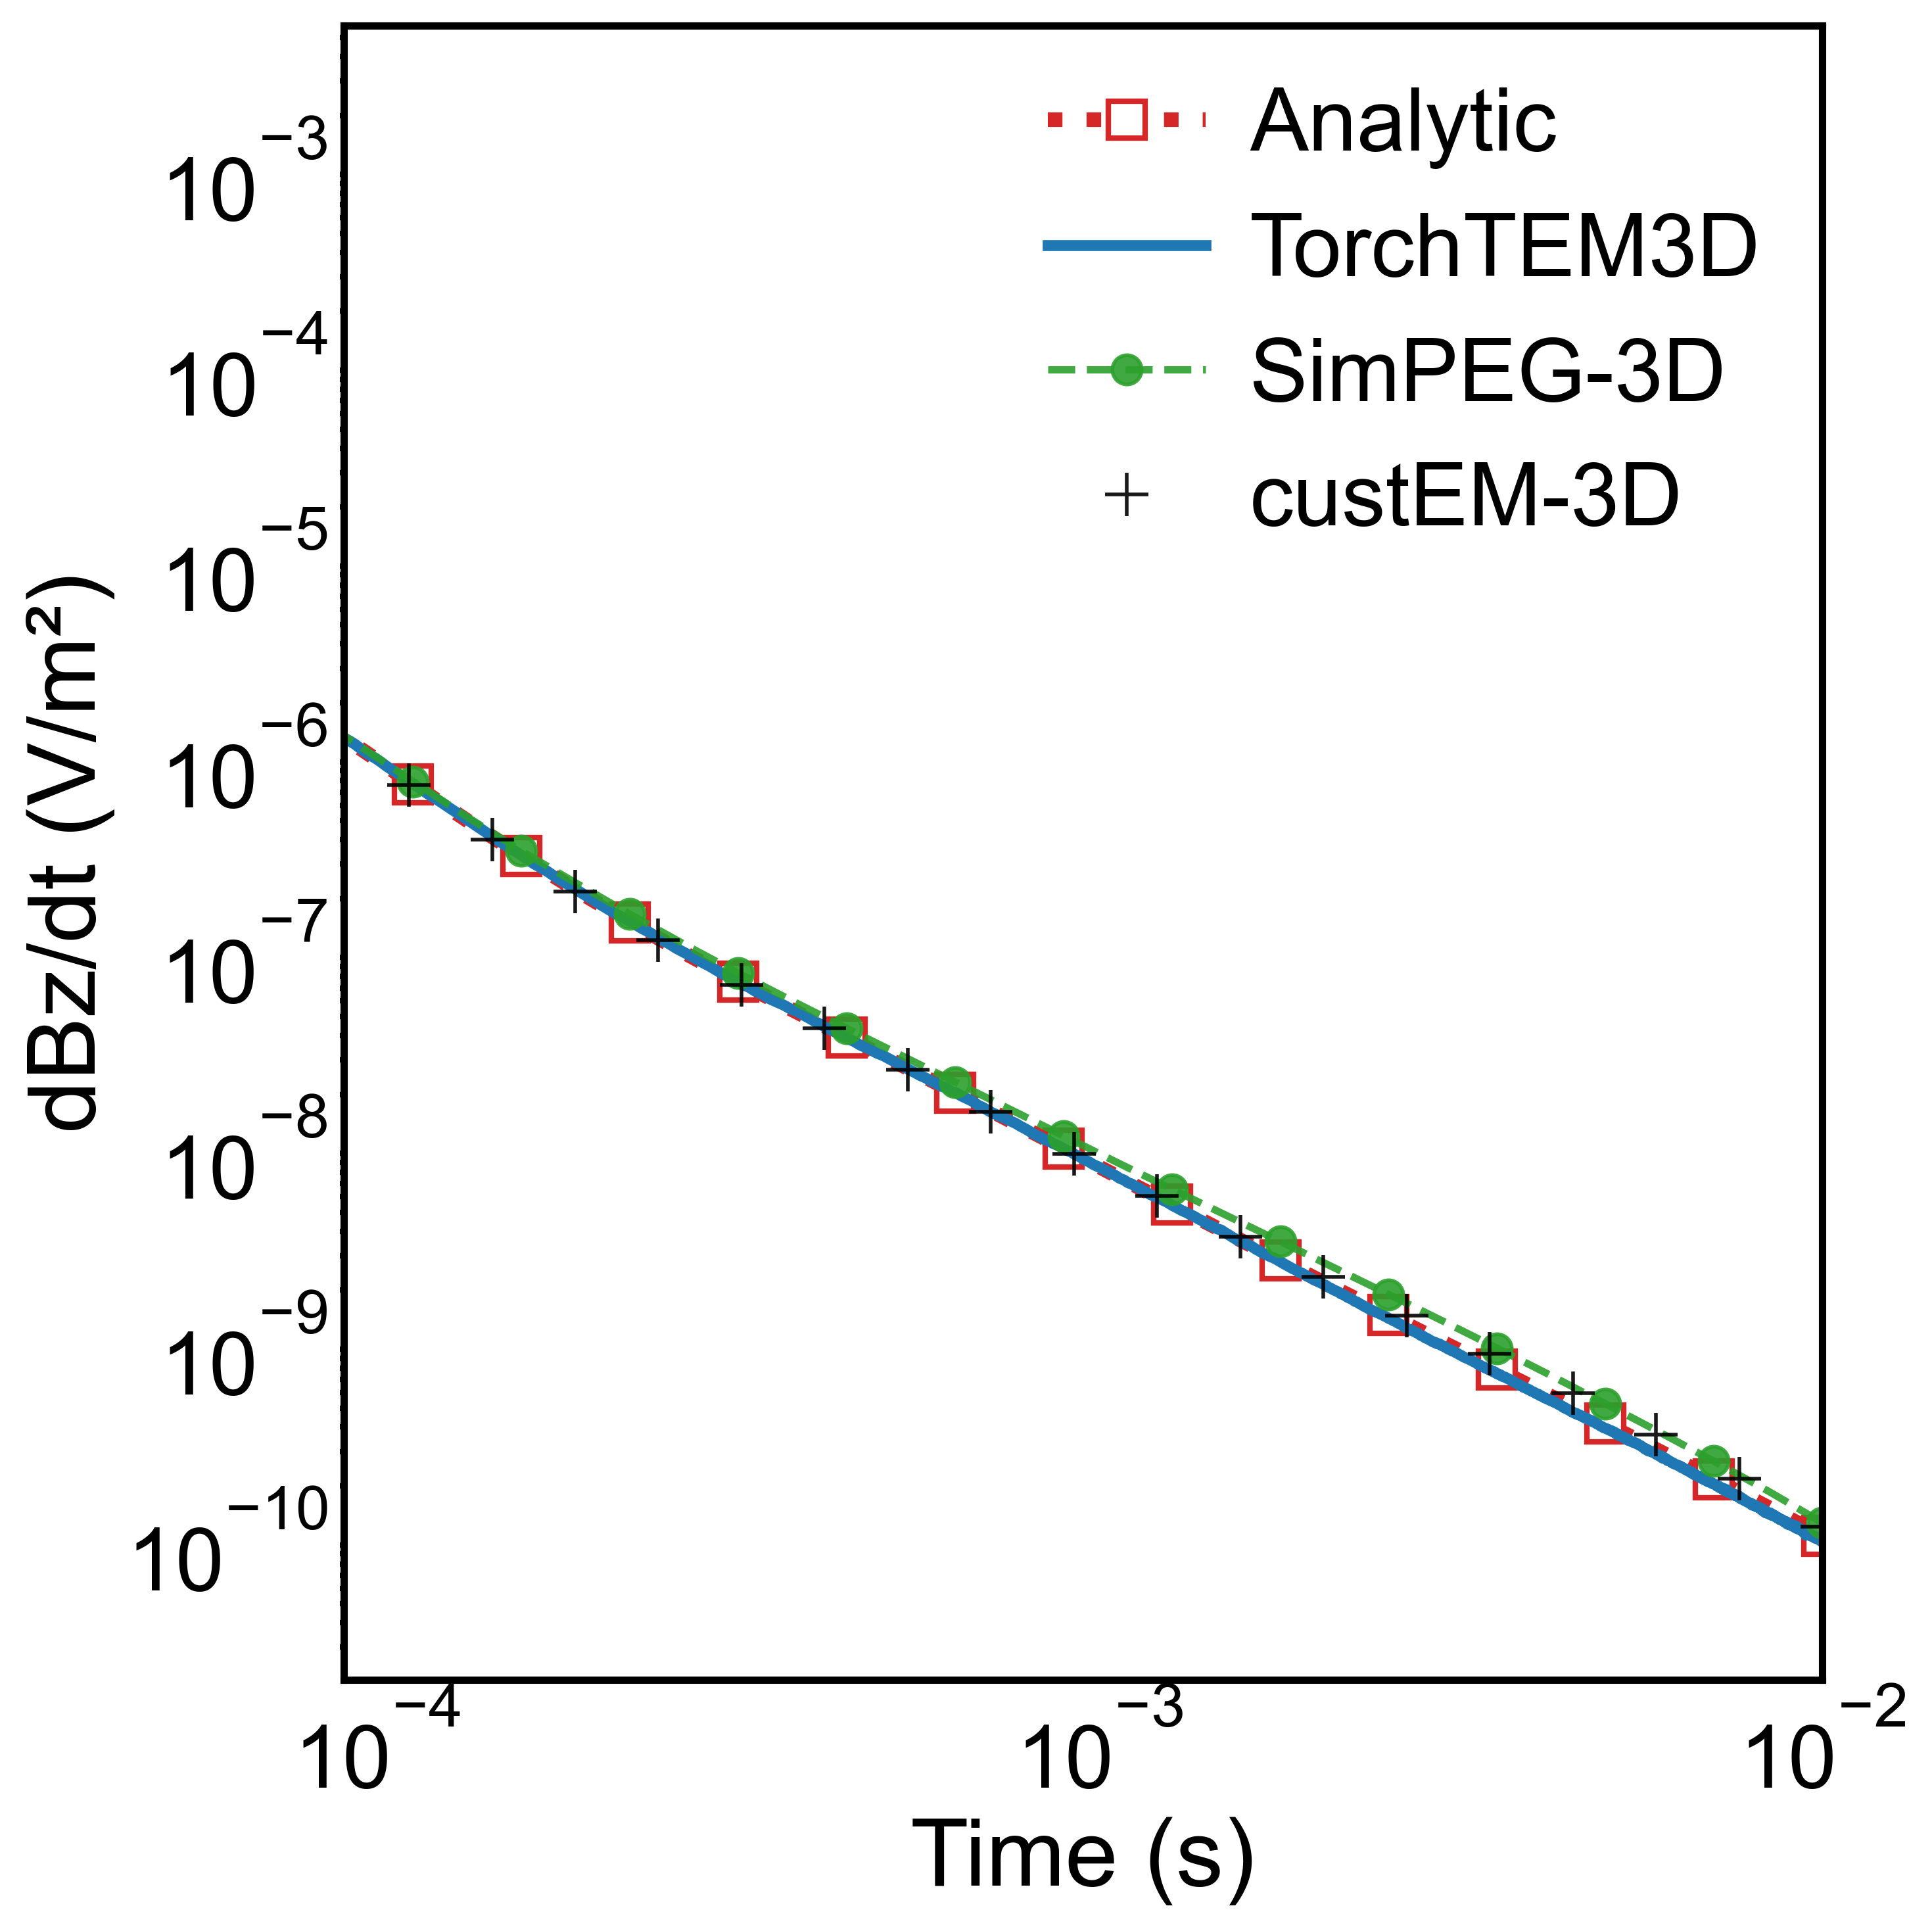 Analytic
TorchTEM3D
SimPEG-3D
custEM-3D
10⁻³
10⁻⁴
10⁻⁵
10⁻⁶
10⁻⁷
10⁻⁸
10⁻⁹
10⁻¹⁰
dBz/dt (V/m²)
10⁻⁴ 10⁻³ 10⁻²
Time (s)